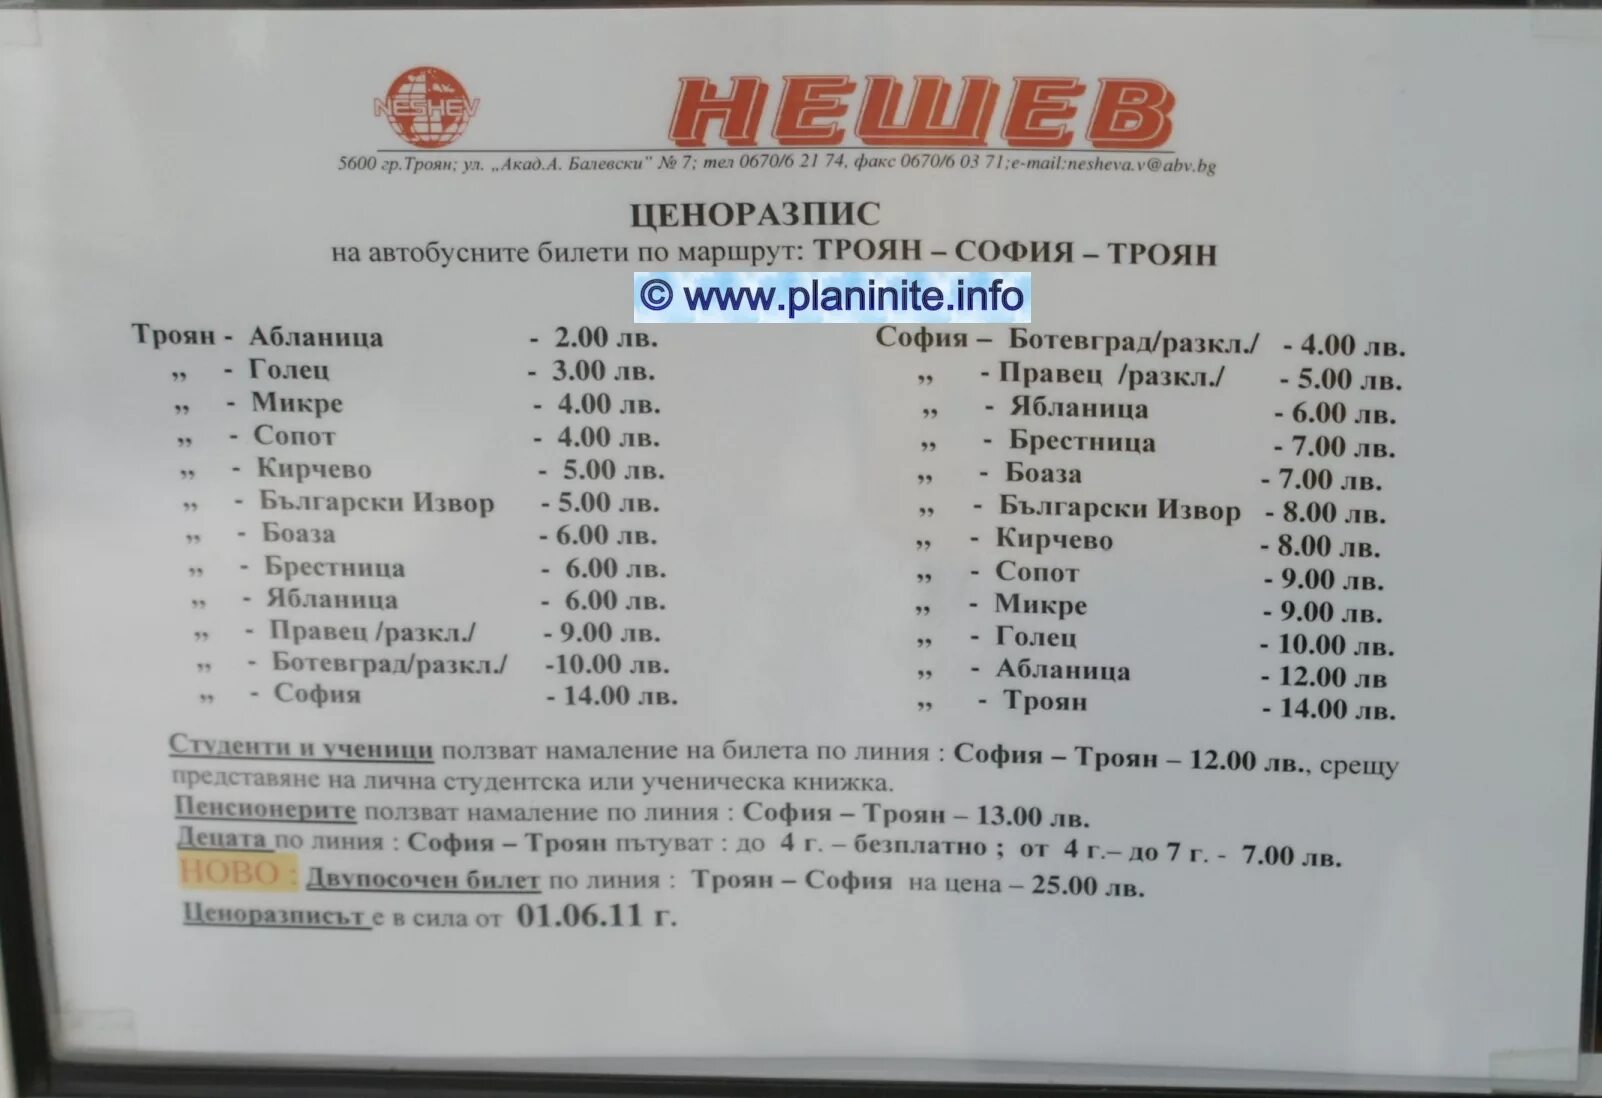 NESHEV
НЕШЕВ
5600 гр.Троян; ул. „Акад.А. Балевски" № 7; тел 0670/6 21 74, факс 0670/6 03 71;e-mail:nesheva.v@abv.bg
ЦЕНОРАЗПИС
на автобусните билети по маршрут: ТРОЯН – СОФИЯ – ТРОЯН
© www.planinite.info
Троян - Абланица - 2.00 лв.
„ - Голец - 3.00 лв.
„ - Микре - 4.00 лв.
„ - Сопот - 4.00 лв.
„ - Кирчево - 5.00 лв.
„ - Български Извор - 5.00 лв.
„ - Боаза - 6.00 лв.
„ - Брестница - 6.00 лв.
„ - Ябланица - 6.00 лв.
„ - Правец /разкл./ - 9.00 лв.
„ - Ботевград/разкл./ -10.00 лв.
„ - София - 14.00 лв.
София – Ботевград/разкл./ - 4.00 лв.
„ - Правец /разкл./ - 5.00 лв.
„ - Ябланица - 6.00 лв.
„ - Брестница - 7.00 лв.
„ - Боаза - 7.00 лв.
„ - Български Извор - 8.00 лв.
„ - Кирчево - 8.00 лв.
„ - Сопот - 9.00 лв.
„ - Микре - 9.00 лв.
„ - Голец - 10.00 лв.
„ - Абланица - 12.00 лв
„ - Троян - 14.00 лв.
Студенти и ученици ползват намаление на билета по линия : София – Троян – 12.00 лв., срещу
представяне на лична студентска или ученическа книжка.
Пенсионерите ползват намаление по линия : София – Троян – 13.00 лв.
Децата по линия : София – Троян пътуват : до 4 г. – безплатно ; от 4 г.– до 7 г. - 7.00 лв.
НОВО : Двупосочен билет по линия : Троян – София на цена – 25.00 лв.
Ценоразписът е в сила от 01.06.11 г.